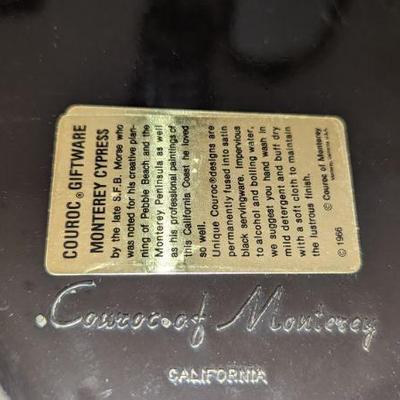 COUROC® GIFTWARE
MONTEREY CYPRESS
by the late S.F.B. Morse who
was noted for his creative plan-
ning of Pebble Beach and the
Monterey Peninsula as well
as his professional paintings of
this California Coast he loved
so well.
Unique Couroc® designs are
permanently fused into satin
black servingware. Impervious
to alcohol and boiling water,
we suggest you hand wash in
mild detergent and buff dry
with a soft cloth to maintain
the lustrous finish.
© Couroc of Monterey
Monterey, California U.S.A.
© 1966
Couroc of Monterey
CALIFORNIA